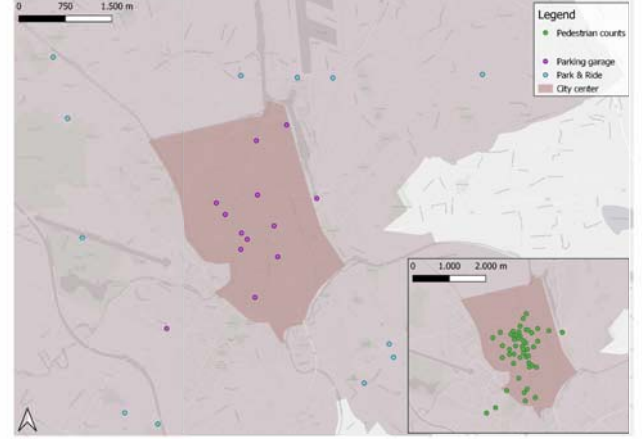 0 750 1.500 m
Legend
Pedestrian counts
Parking garage
Park & Ride
City center
0 1.000 2.000 m